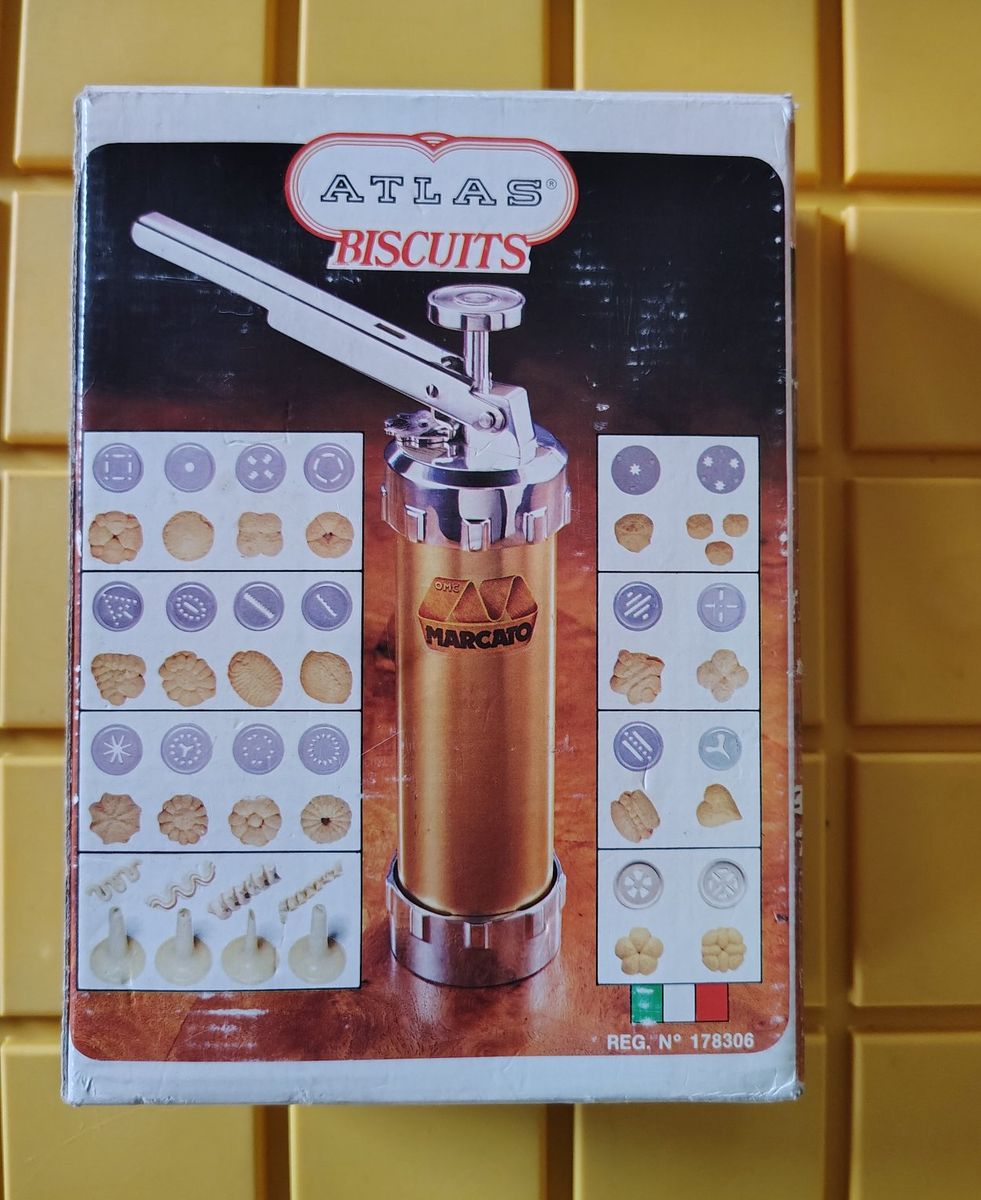 ATLAS®
BISCUITS
OMC
MARCATO
REG. N° 178306